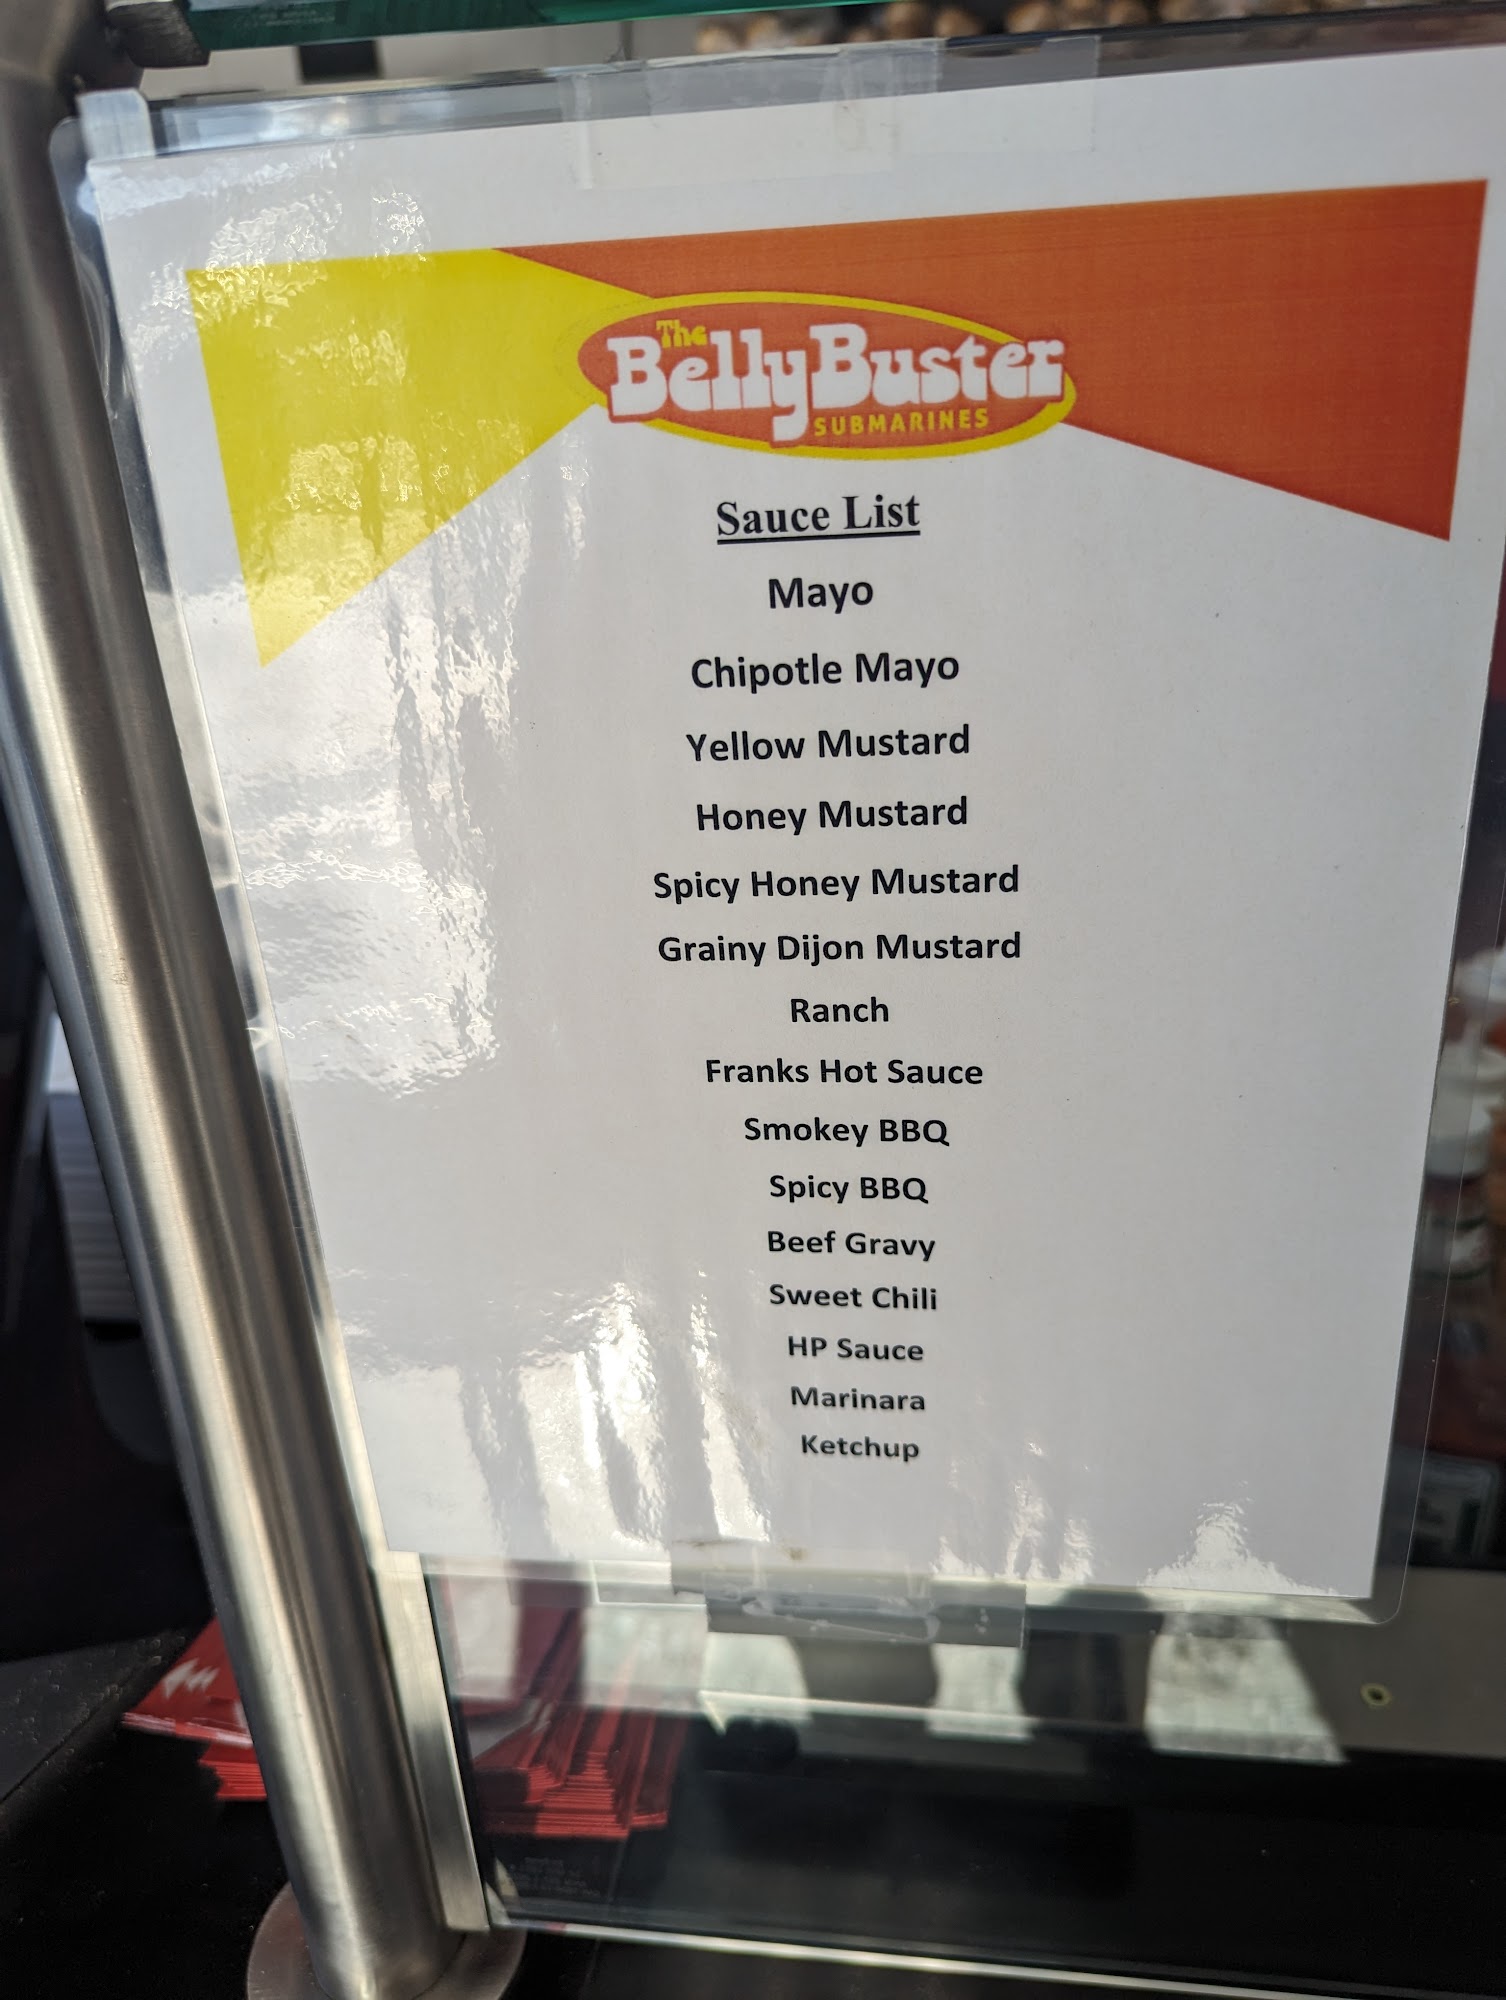 The
BellyBuster
SUBMARINES
Sauce List
Mayo
Chipotle Mayo
Yellow Mustard
Honey Mustard
Spicy Honey Mustard
Grainy Dijon Mustard
Ranch
Franks Hot Sauce
Smokey BBQ
Spicy BBQ
Beef Gravy
Sweet Chili
HP Sauce
Marinara
Ketchup